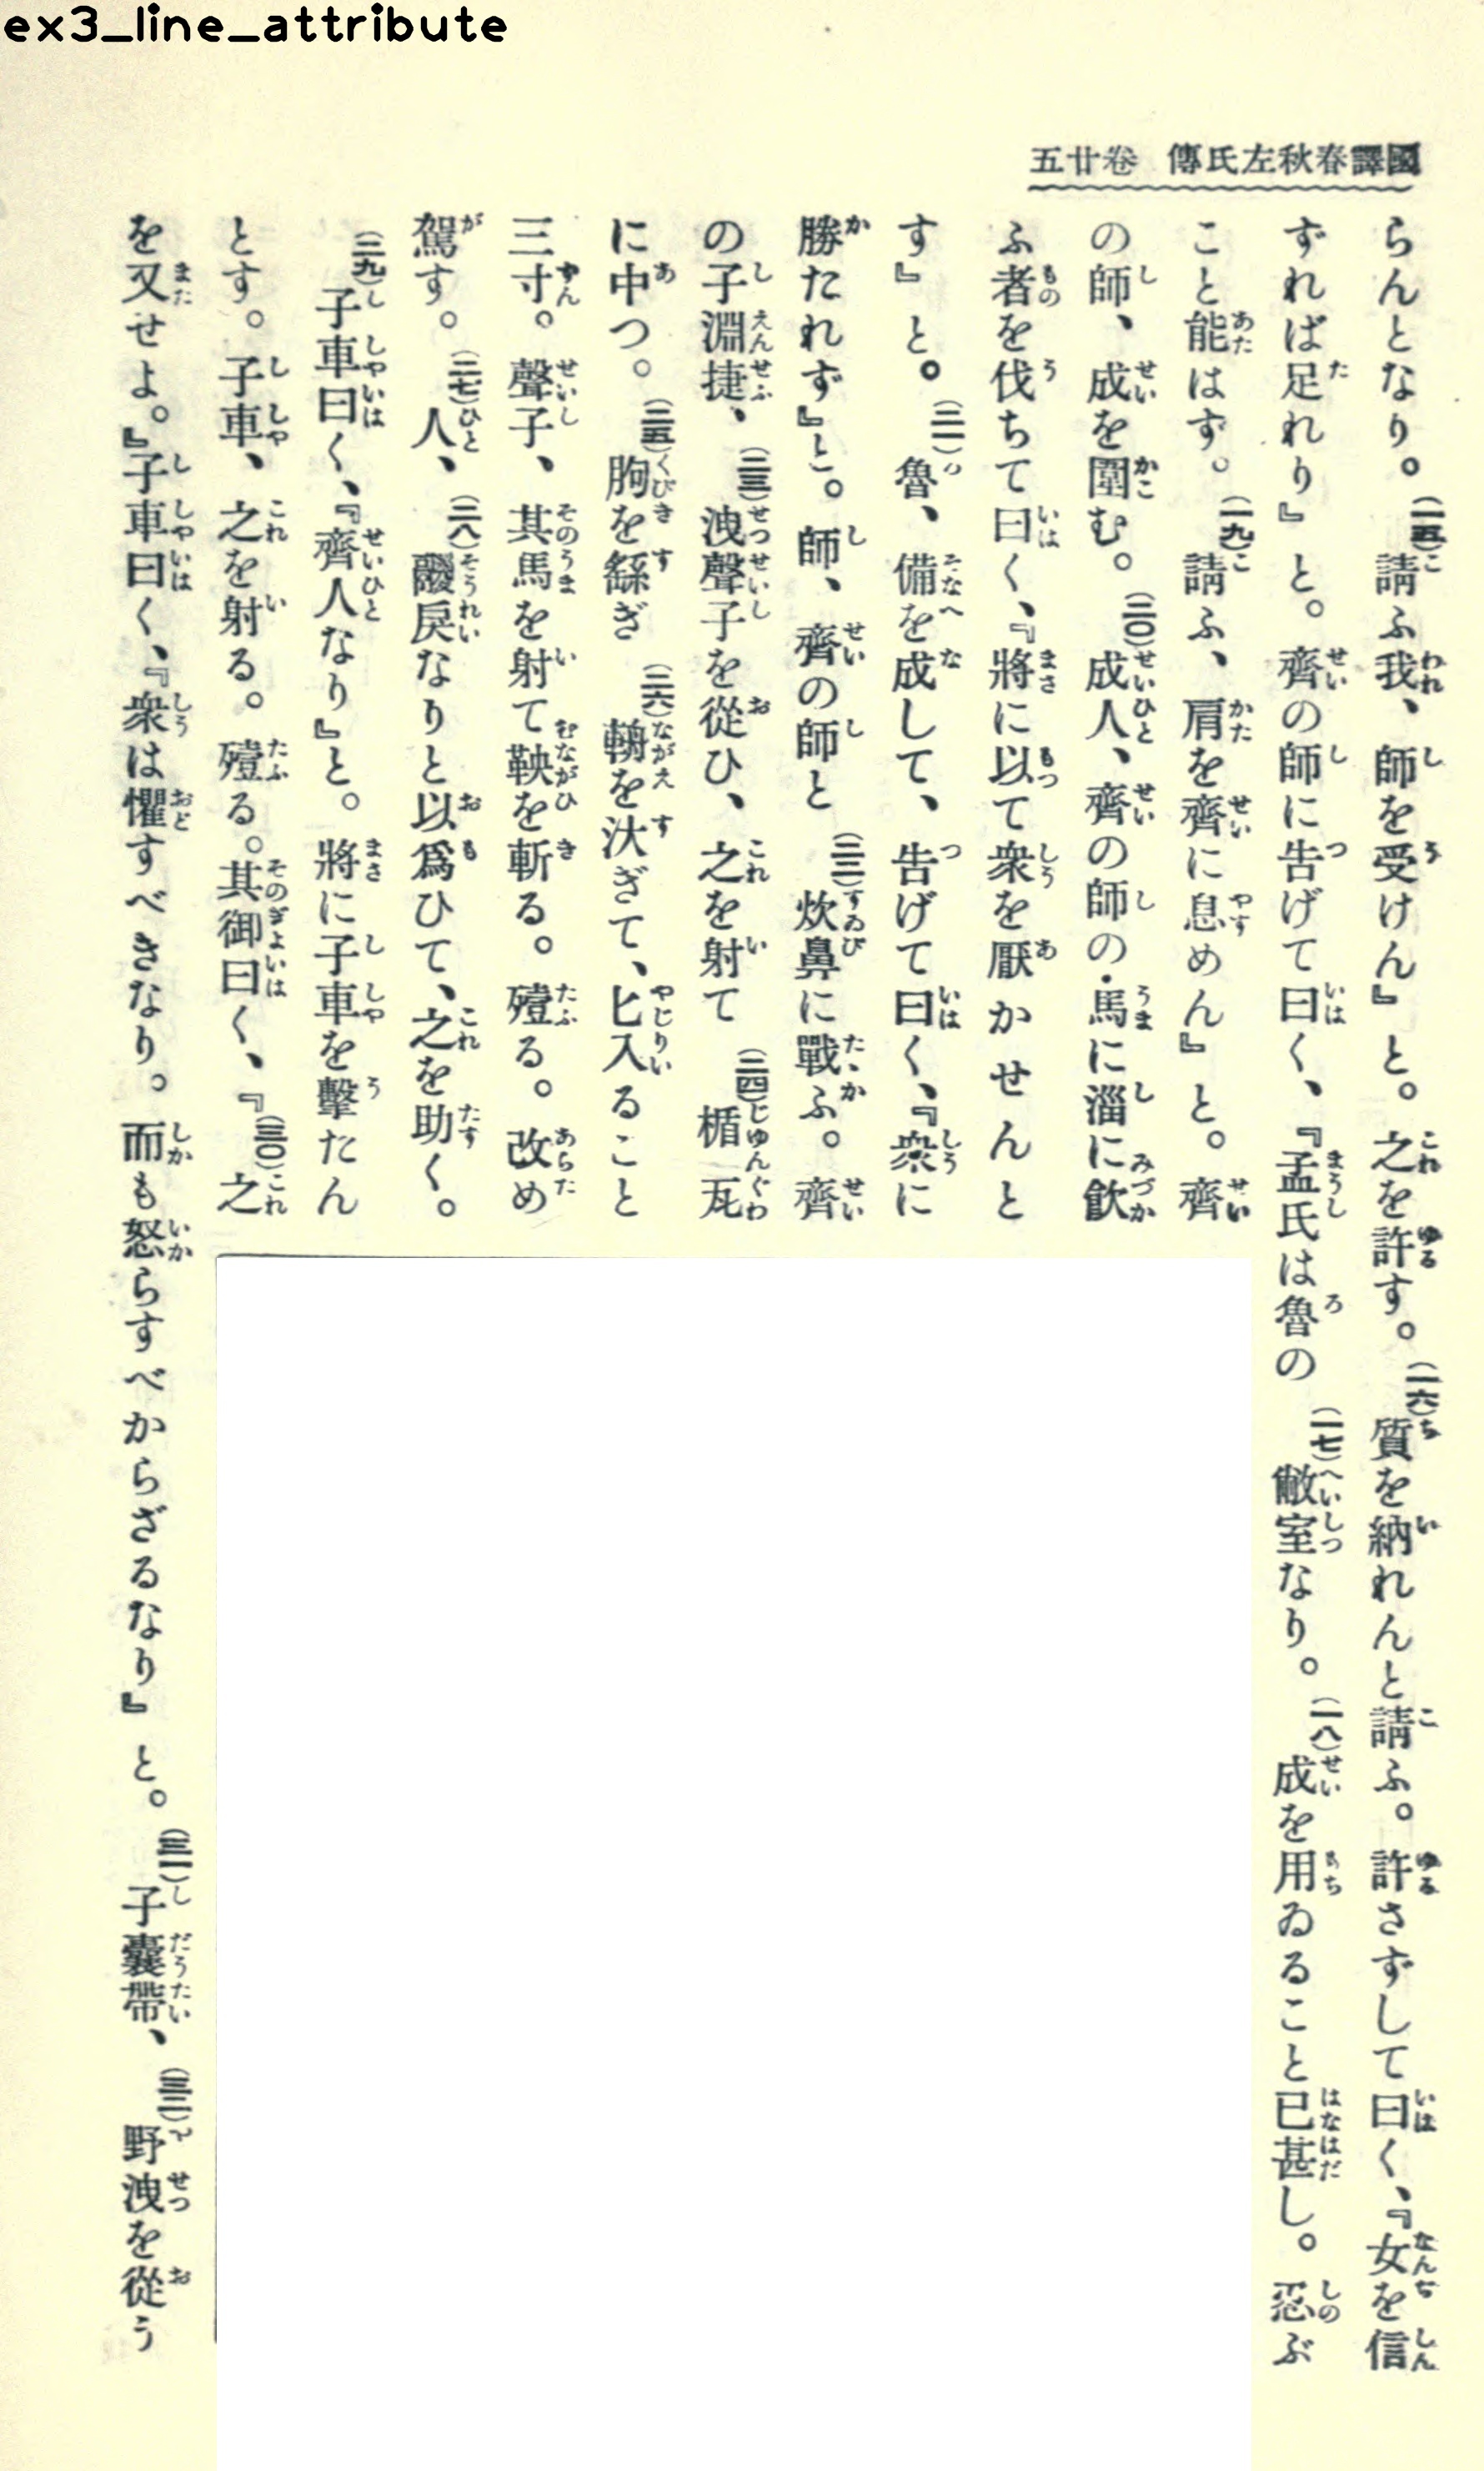 ex3_line_attribute
國譯春秋左氏傳 卷廿五
らんとなり。(一五)請ふ我、師を受けん』と。之を許す。(一六)質を納れんと請ふ。許さずして曰く、『女を信
ずれば足れり』と。齊の師に吿げて曰く、『孟氏は魯の(一七)敝室なり。(一八)成を用ゐること已甚し。忍ぶ
こと能はず。(一九)請ふ、肩を齊に息めん』と。齊
の師、成を圍む。(二〇)成人、齊の師の馬に淄に飮
ふ者を伐ちて曰く、『將に以て衆を厭かせんと
す』と。(二一)魯、備を成して、吿げて曰く、『衆に
勝たれず』と。師、齊の師と(二二)炊鼻に戰ふ。齊
の子淵捷、(二三)洩聲子を從ひ、之を射て(二四)楯瓦
に中つ。(二五)胊を繇ぎ(二六)輈を汏ぎて、匕入ること
三寸。聲子、其馬を射て鞅を斬る。殪る。改め
駕す。(二七)人、(二八)鬷戾なりと以爲ひて、之を助く。
(二九)子車曰く、『齊人なり』と。將に子車を擊たん
とす。子車、之を射る。殪る。其御曰く、『(三〇)之
を又せよ。』子車曰く、『衆は懼すべきなり。而も怒らすべからざるなり』と。(三一)子囊帶、(三二)野洩を從う